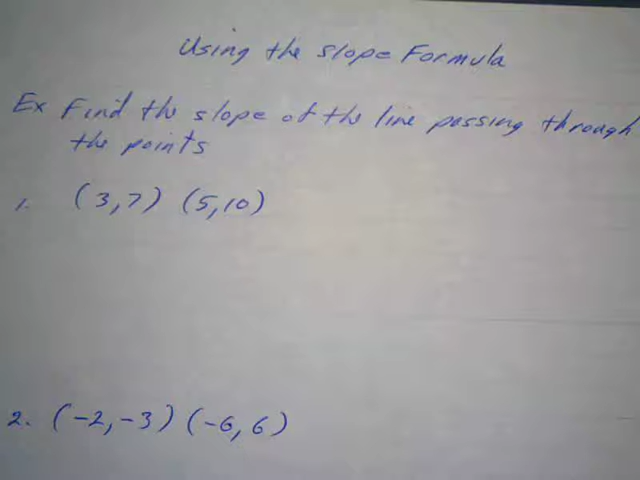 Using the Slope Formula
Ex Find the slope of the line passing through
the points
1. (3,7) (5,10)
2. (-2,-3) (-6,6)